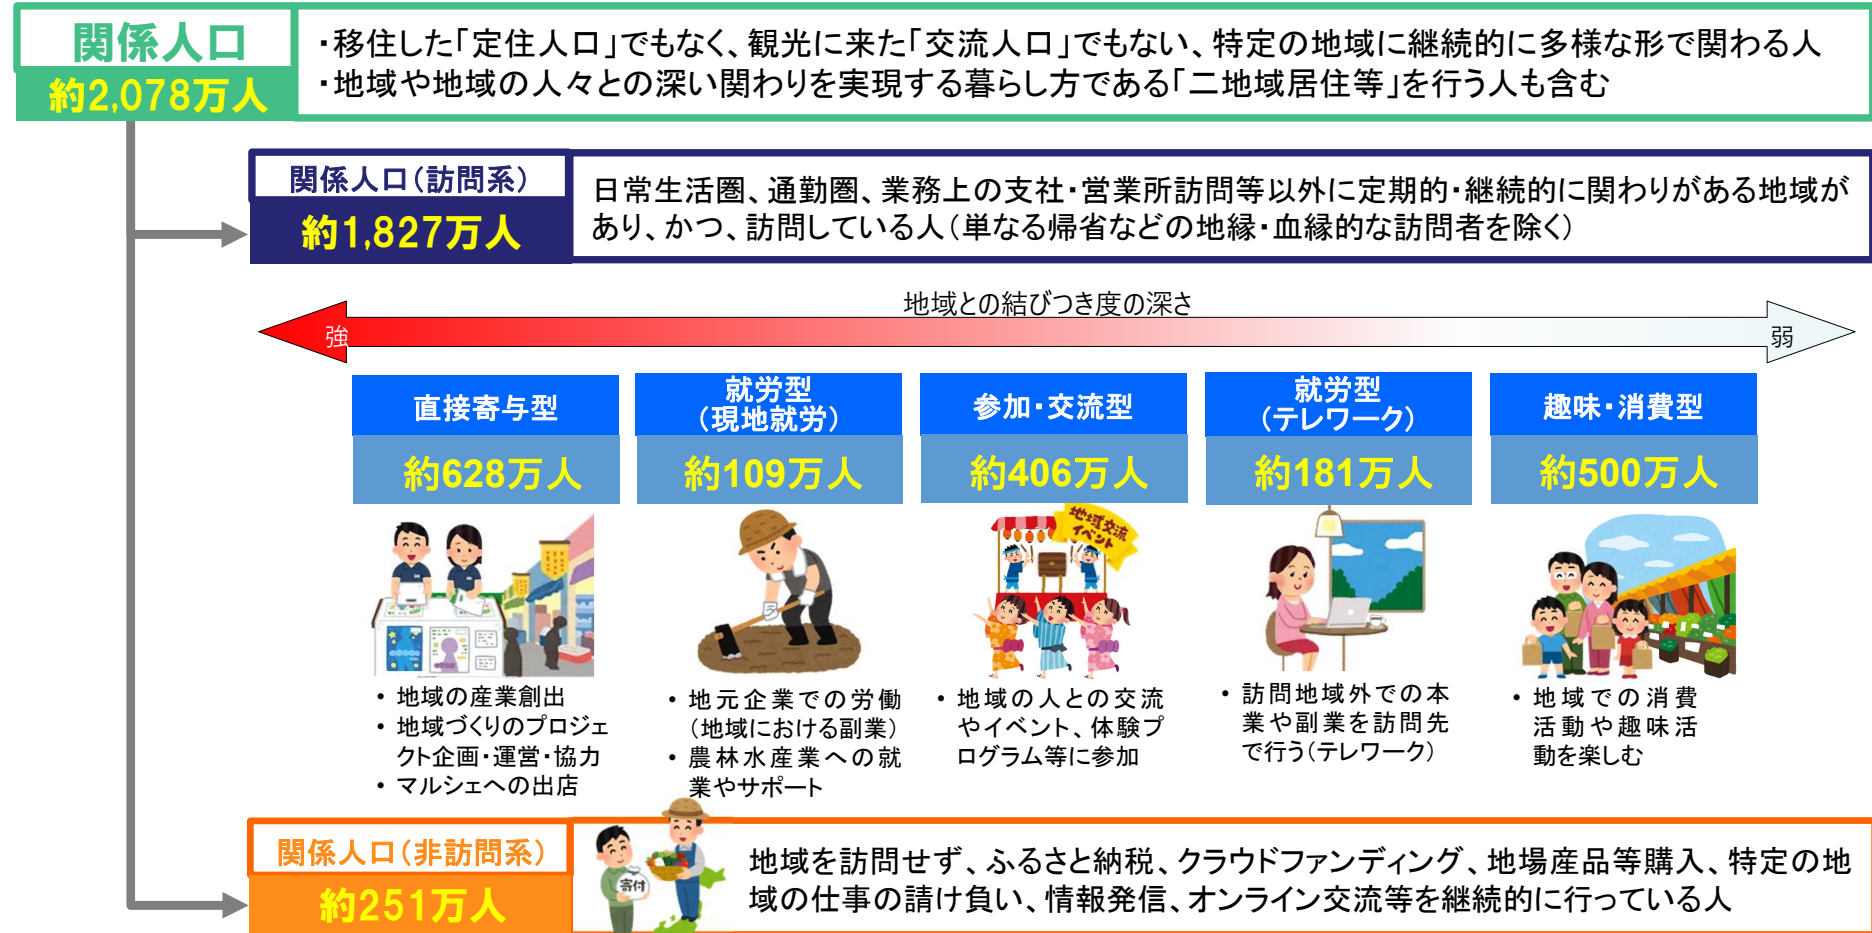 関係人口
約2,078万人
・移住した「定住人口」でもなく、観光に来た「交流人口」でもない、特定の地域に継続的に多様な形で関わる人
・地域や地域の人々との深い関わりを実現する暮らし方である「二地域居住等」を行う人も含む
関係人口（訪問系）
約1,827万人
日常生活圏、通勤圏、業務上の支社・営業所訪問等以外に定期的・継続的に関わりがある地域が
あり、かつ、訪問している人（単なる帰省などの地縁・血縁的な訪問者を除く）
地域との結びつき度の深さ
強
弱
直接寄与型
約628万人
・地域の産業創出
・地域づくりのプロジェ
クト企画・運営・協力
・マルシェへの出店
就労型
（現地就労）
約109万人
・地元企業での労働
（地域における副業）
・農林水産業への就
業やサポート
参加・交流型
約406万人
地域交流
イベント
・地域の人との交流
やイベント、体験プ
ログラム等に参加
就労型
（テレワーク）
約181万人
・訪問地域外での本
業や副業を訪問先
で行う（テレワーク）
趣味・消費型
約500万人
・地域での消費
活動や趣味活
動を楽しむ
関係人口（非訪問系）
約251万人
寄付
地域を訪問せず、ふるさと納税、クラウドファンディング、地場産品等購入、特定の地
域の仕事の請け負い、情報発信、オンライン交流等を継続的に行っている人